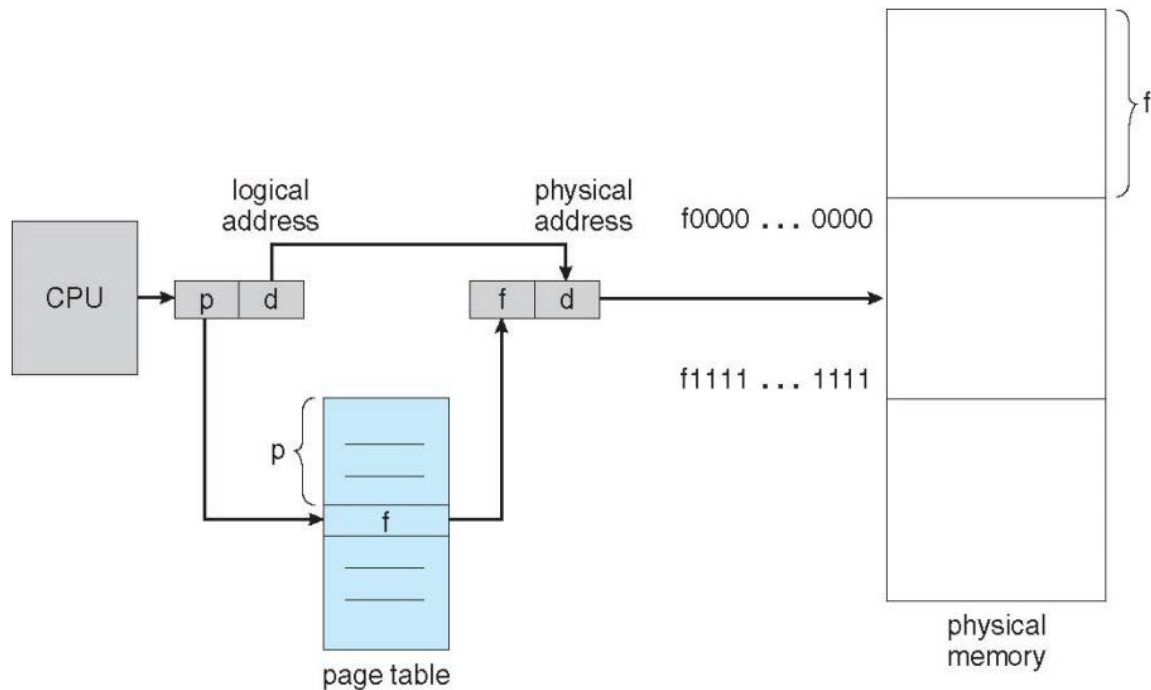 f
logical
address
physical
address
f0000 ... 0000
CPU
p d
f d
f1111 ... 1111
p
f
page table
physical
memory